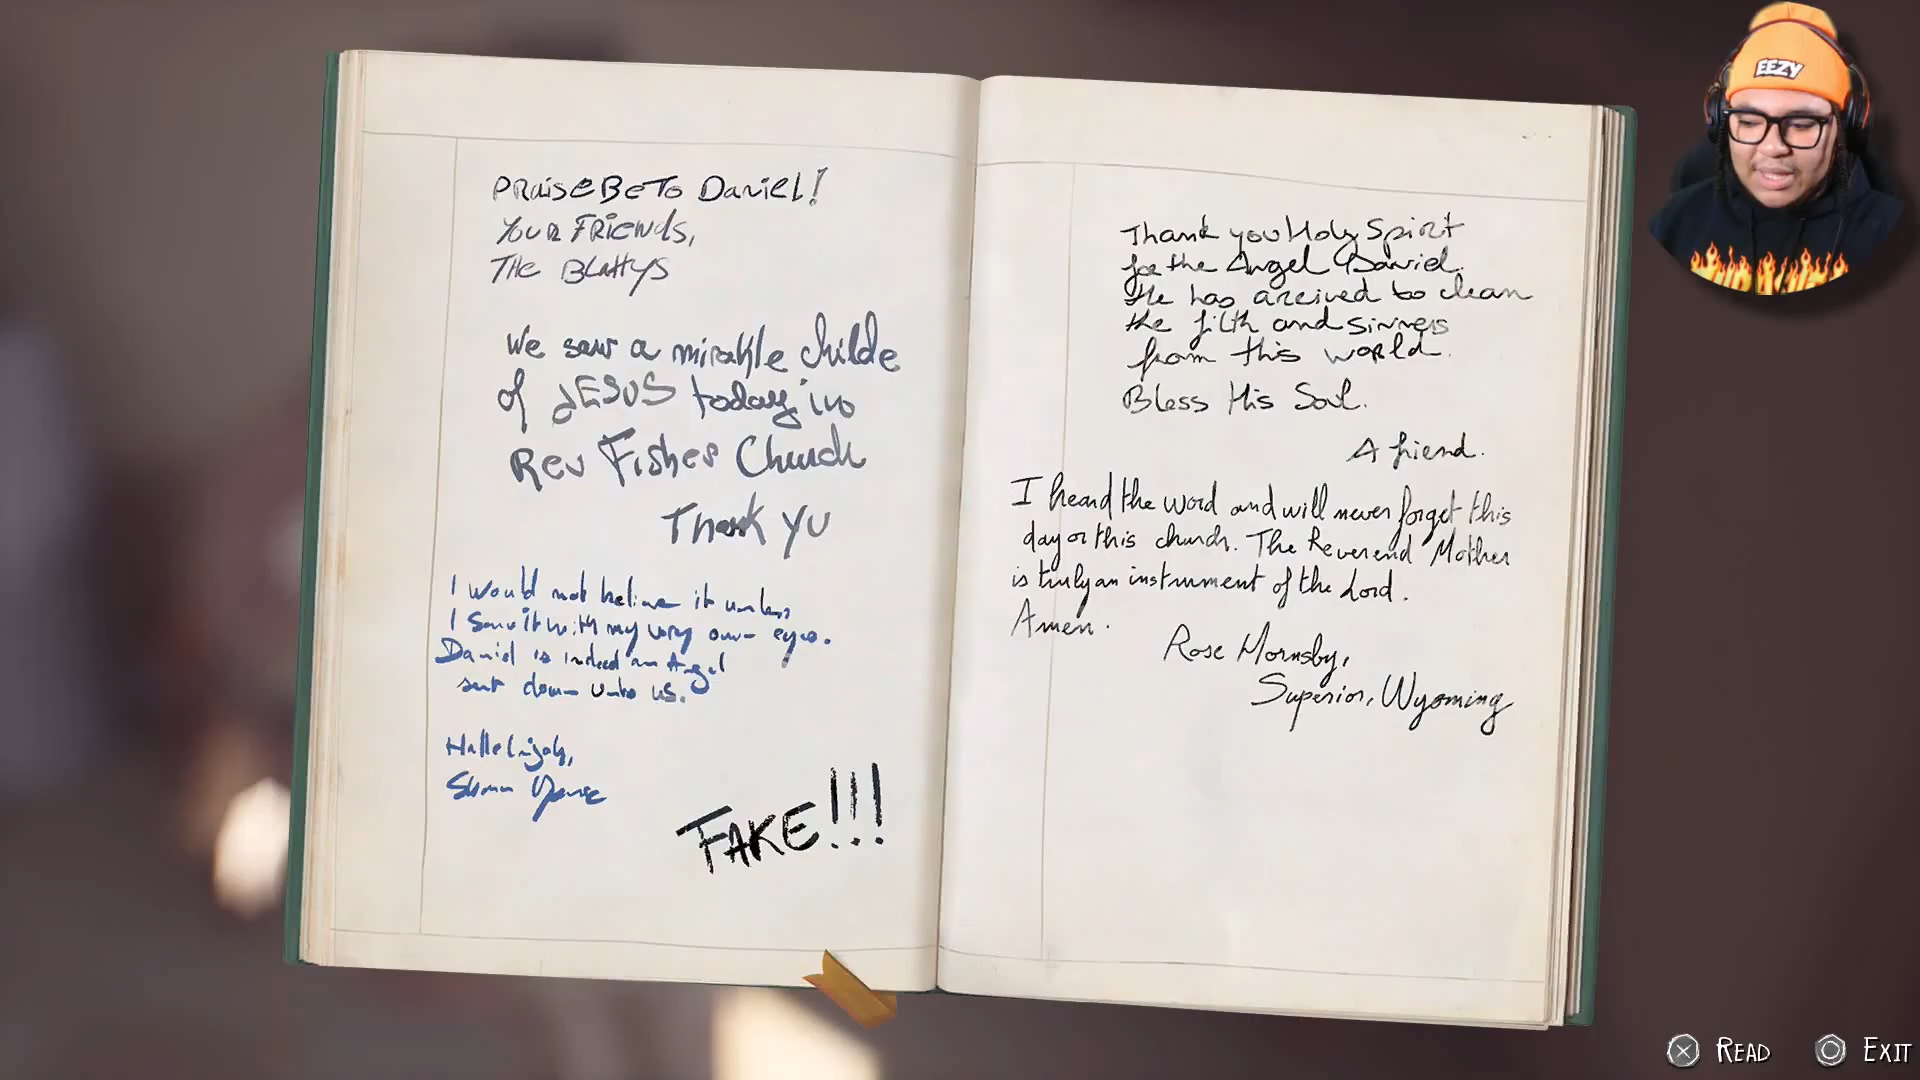 Praise Be To Daniel!
Your Friends,
The Blattys
We saw a mirakle childe
of JESUS today in
Rev Fisher Church
Thank YU
I would not believe it unless
I saw it with my very own eyes.
Daniel is indeed an Angel
sent down unto us.
Hallelujah,
FAKE!!!
Thank you Holy Spirit
for the Angel Daniel.
He has arrived to clean
the filth and sinners
from this world.
Bless His Soul.
A friend.
I heard the word and will never forget this
day or this church. The Reverend Mother
is truly an instrument of the Lord.
Amen.
Rose Hornsby,
Superior, Wyoming
EEZY
READ
EXIT